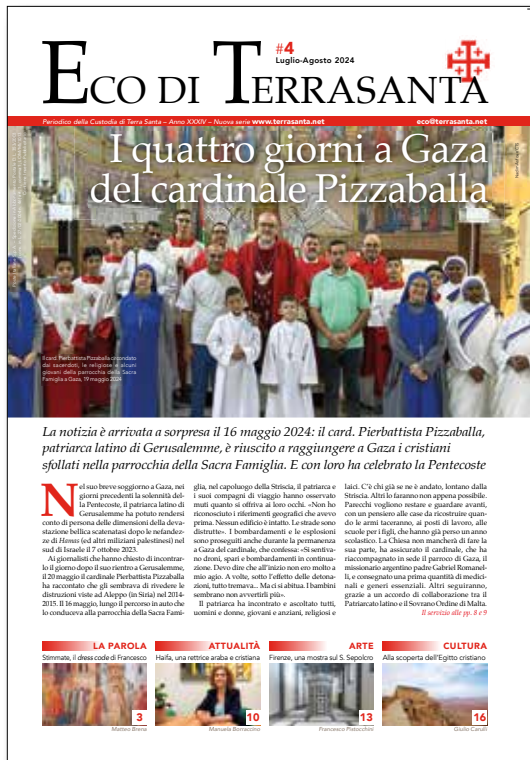 #4
Luglio-Agosto 2024
ECO DI TERRASANTA
Periodico della Custodia di Terra Santa – Anno XXXIV – Nuova serie www.terrasanta.net
eco@terrasanta.net
I quattro giorni a Gaza
del cardinale Pizzaballa
Il card. Pierbattista Pizzaballa circondato
dai sacerdoti, le religiose e alcuni
giovani della parrocchia della Sacra
Famiglia a Gaza, 19 maggio 2024
La notizia è arrivata a sorpresa il 16 maggio 2024: il card. Pierbattista Pizzaballa,
patriarca latino di Gerusalemme, è riuscito a raggiungere a Gaza i cristiani
sfollati nella parrocchia della Sacra Famiglia. E con loro ha celebrato la Pentecoste
Nel suo breve soggiorno a Gaza, nei
giorni precedenti la solennità del-
la Pentecoste, il patriarca latino di
Gerusalemme ha potuto rendersi
conto di persona delle dimensioni della deva-
stazione bellica scatenatasi dopo le nefandez-
ze di Hamas (ed altri miliziani palestinesi) nel
sud di Israele il 7 ottobre 2023.
Ai giornalisti che hanno chiesto di incontrar-
lo il giorno dopo il suo rientro a Gerusalemme,
il 20 maggio il cardinale Pierbattista Pizzaballa
ha raccontato che gli sembrava di rivedere le
distruzioni viste ad Aleppo (in Siria) nel 2014-
2015. Il 16 maggio, lungo il percorso in auto che
lo conduceva alla parrocchia della Sacra Fami-
glia, nel capoluogo della Striscia, il patriarca e
i suoi compagni di viaggio hanno osservato
muti quanto si offriva ai loro occhi. «Non ho
riconosciuto i riferimenti geografici che avevo
prima. Nessun edificio è intatto. Le strade sono
distrutte». I bombardamenti e le esplosioni
sono proseguiti anche durante la permanenza
a Gaza del cardinale, che confessa: «Si sentiva-
no droni, spari e bombardamenti in continua-
zione. Devo dire che all'inizio non ero molto a
mio agio. A volte, sotto l'effetto delle detona-
zioni, tutto tremava... Ma ci si abitua. I bambini
sembrano non avvertirli più».
Il patriarca ha incontrato e ascoltato tutti,
uomini e donne, giovani e anziani, religiosi e
laici. C'è chi già se ne è andato, lontano dalla
Striscia. Altri lo faranno non appena possibile.
Parecchi vogliono restare e guardare avanti,
con un pensiero alle case da ricostruire quan-
do le armi taceranno, ai posti di lavoro, alle
scuole per i figli, che hanno già perso un anno
scolastico. La Chiesa non mancherà di fare la
sua parte, ha assicurato il cardinale, che ha
riaccompagnato in sede il parroco di Gaza, il
missionario argentino padre Gabriel Romanel-
li, e consegnato una prima quantità di medici-
nali e generi essenziali. Altri seguiranno,
grazie a un accordo di collaborazione tra il
Patriarcato latino e il Sovrano Ordine di Malta.
Il servizio alle pp. 8 e 9
LA PAROLA
Stimmate, il dress code di Francesco
3
Matteo Brena
ATTUALITÀ
Haifa, una rettrice araba e cristiana
10
Manuela Borraccino
ARTE
Firenze, una mostra sul S. Sepolcro
13
Francesco Pistocchini
CULTURA
Alla scoperta dell'Egitto cristiano
16
Giulio Carulli